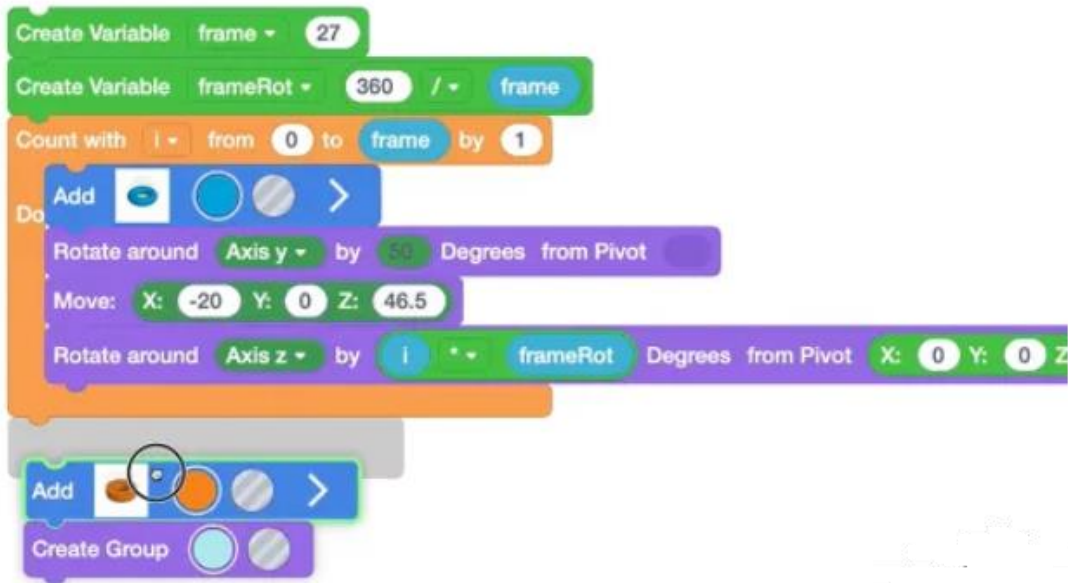 Create Variable frame 27
Create Variable frameRot 360 / frame
Count with i from 0 to frame by 1
Add
Do
Rotate around Axis y by 50 Degrees from Pivot
Move: X: -20 Y: 0 Z: 46.5
Rotate around Axis z by i * frameRot Degrees from Pivot X: 0 Y: 0 Z
Add
Create Group